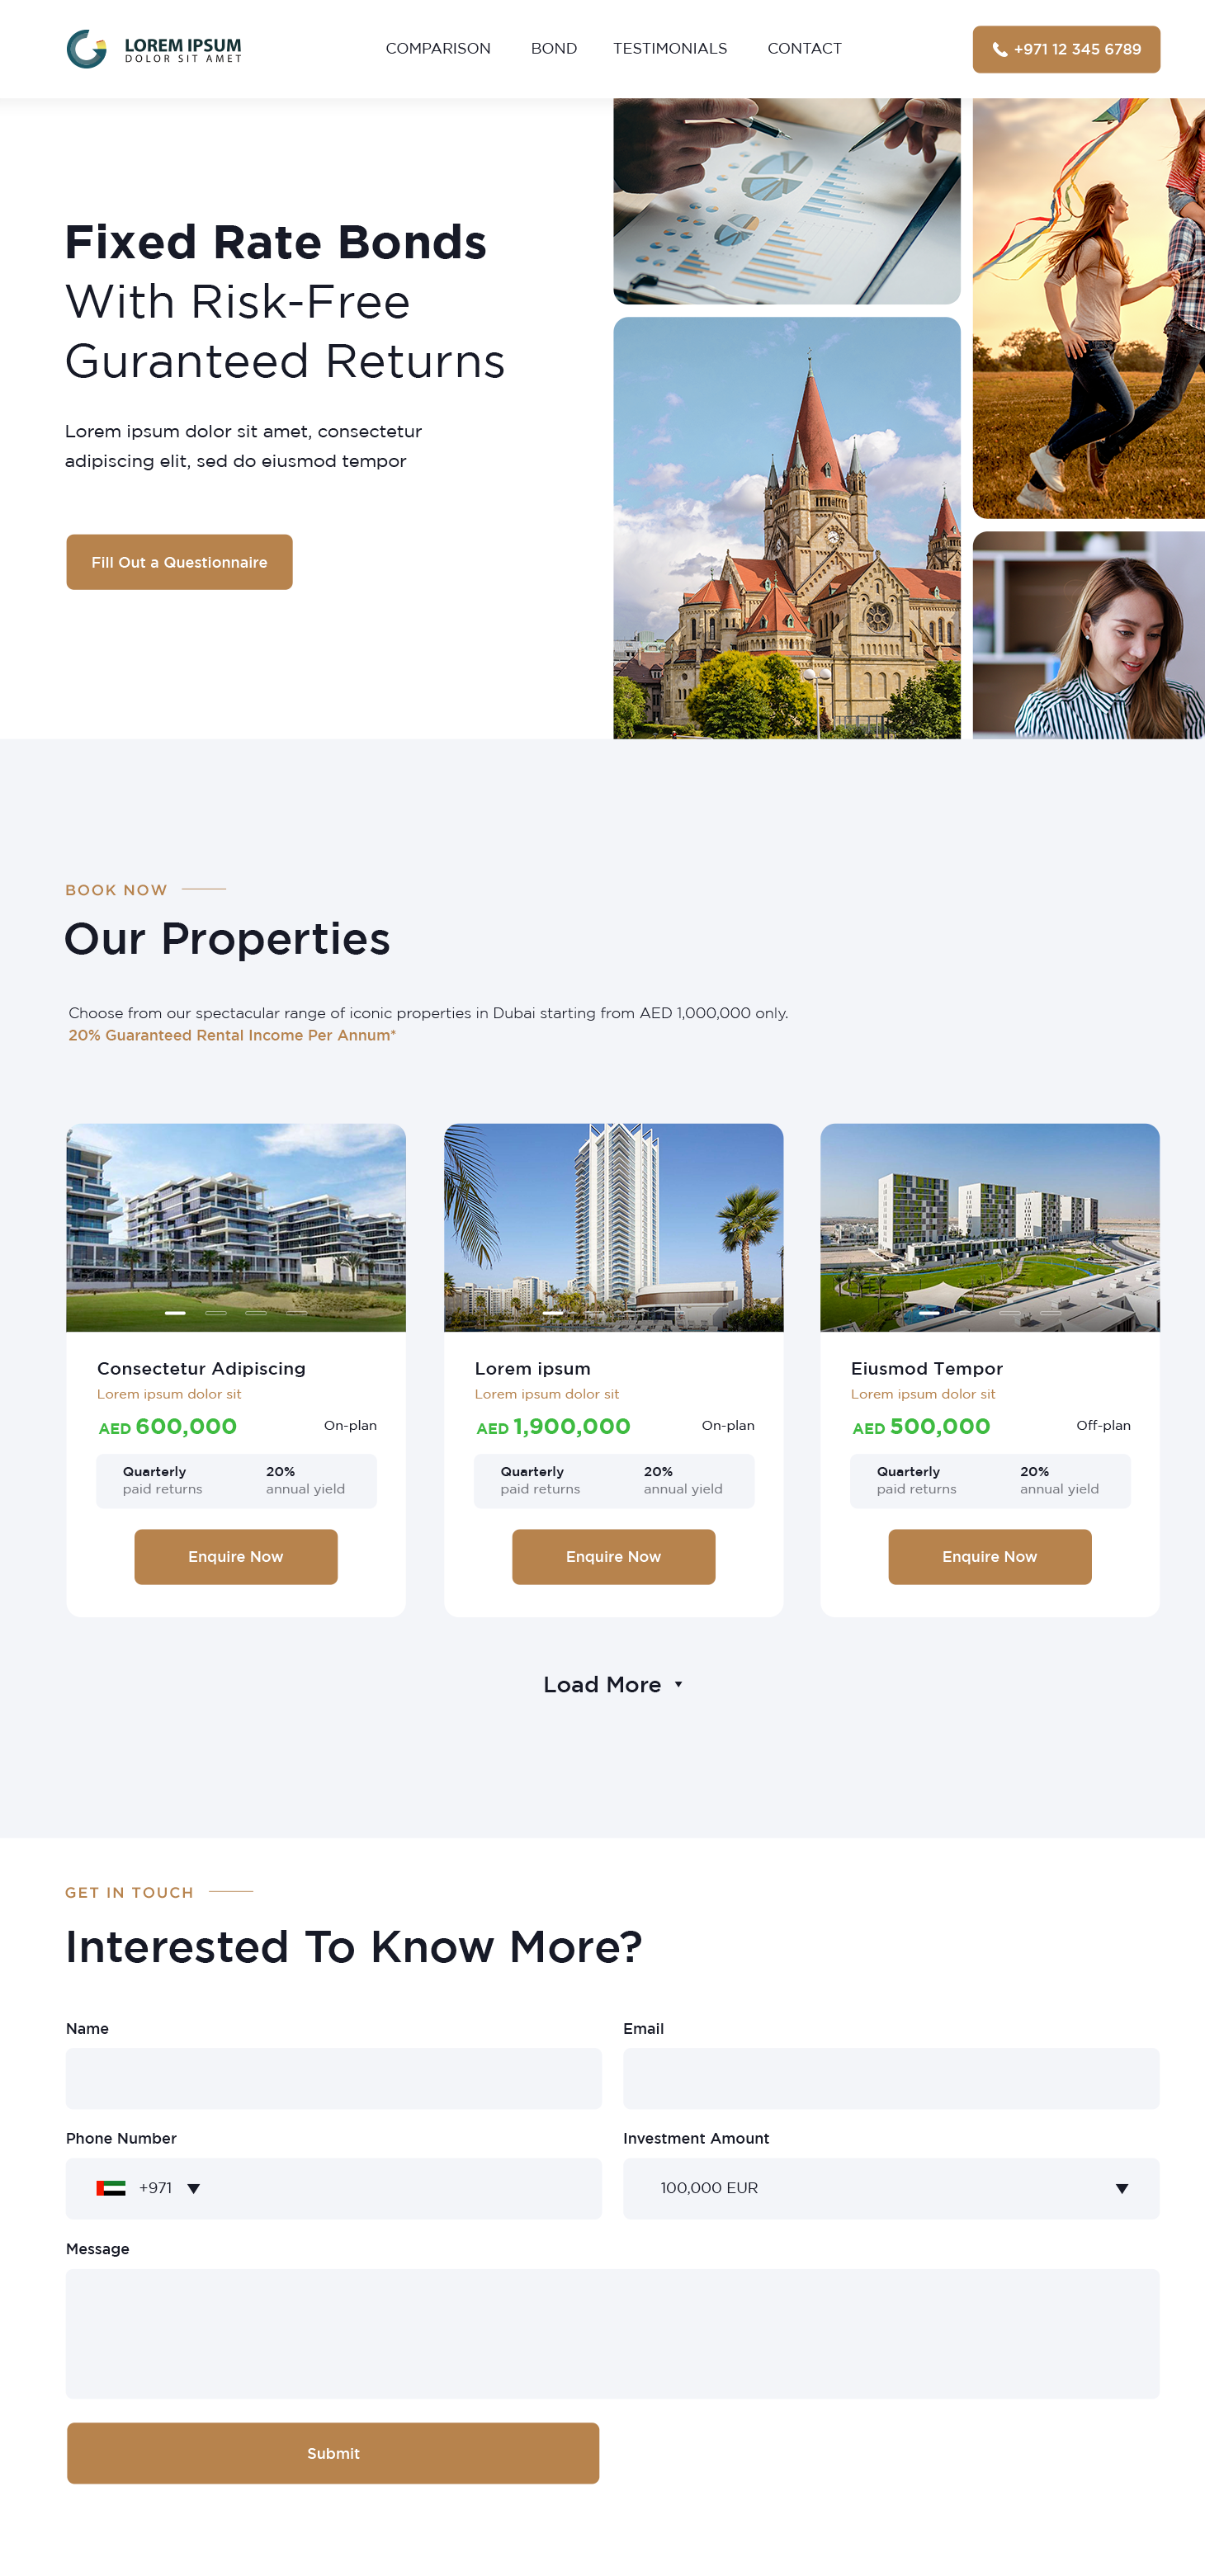 LOREM IPSUM
DOLOR SIT AMET
COMPARISON BOND TESTIMONIALS CONTACT
+971 12 345 6789
Fixed Rate Bonds
With Risk-Free
Guranteed Returns
Lorem ipsum dolor sit amet, consectetur
adipiscing elit, sed do eiusmod tempor
Fill Out a Questionnaire
BOOK NOW
Our Properties
Choose from our spectacular range of iconic properties in Dubai starting from AED 1,000,000 only.
20% Guaranteed Rental Income Per Annum*
Consectetur Adipiscing
Lorem ipsum dolor sit
AED 600,000 On-plan
Quarterly 20%
paid returns annual yield
Enquire Now
Lorem ipsum
Lorem ipsum dolor sit
AED 1,900,000 On-plan
Quarterly 20%
paid returns annual yield
Enquire Now
Eiusmod Tempor
Lorem ipsum dolor sit
AED 500,000 Off-plan
Quarterly 20%
paid returns annual yield
Enquire Now
Load More
GET IN TOUCH
Interested To Know More?
Name Email
Phone Number Investment Amount
+971 100,000 EUR
Message
Submit